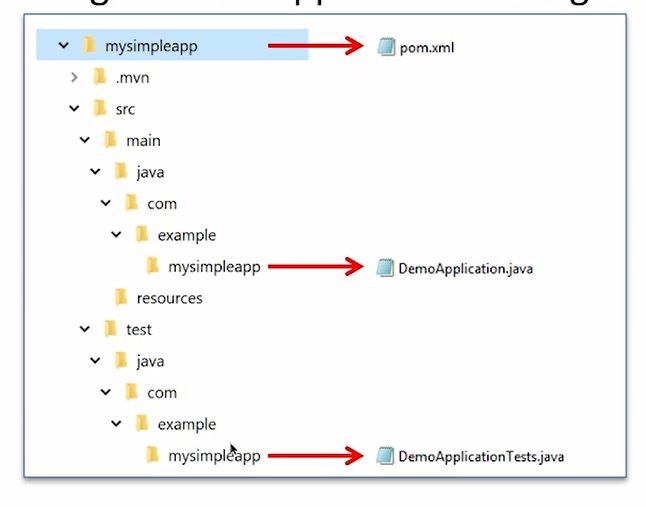 mysimpleapp pom.xml
.mvn
src
main
java
com
example
mysimpleapp DemoApplication.java
resources
test
java
com
example
mysimpleapp DemoApplicationTests.java